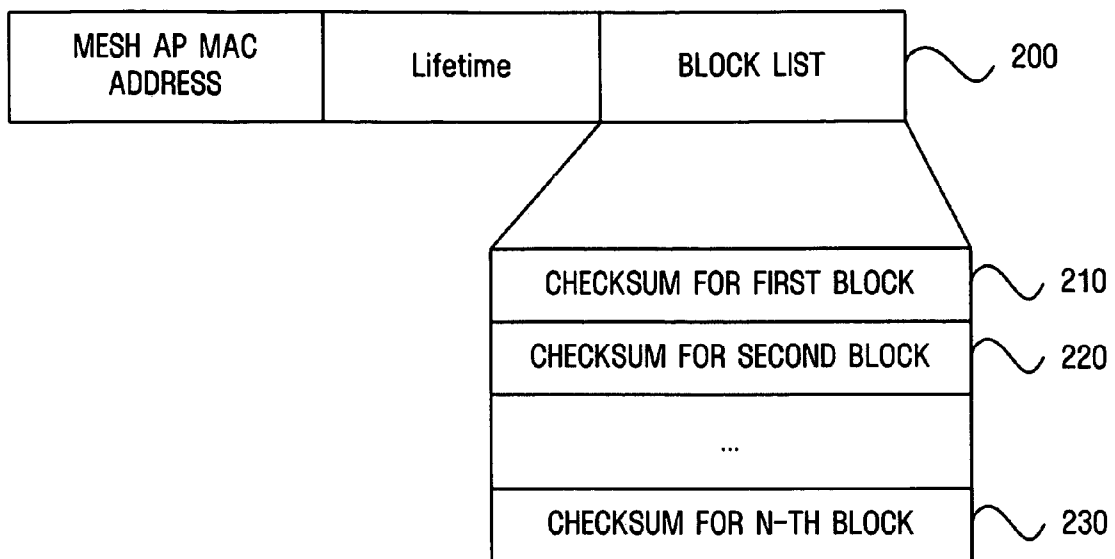 MESH AP MAC
ADDRESS
Lifetime
BLOCK LIST
200
CHECKSUM FOR FIRST BLOCK
210
CHECKSUM FOR SECOND BLOCK
220
...
CHECKSUM FOR N-TH BLOCK
230